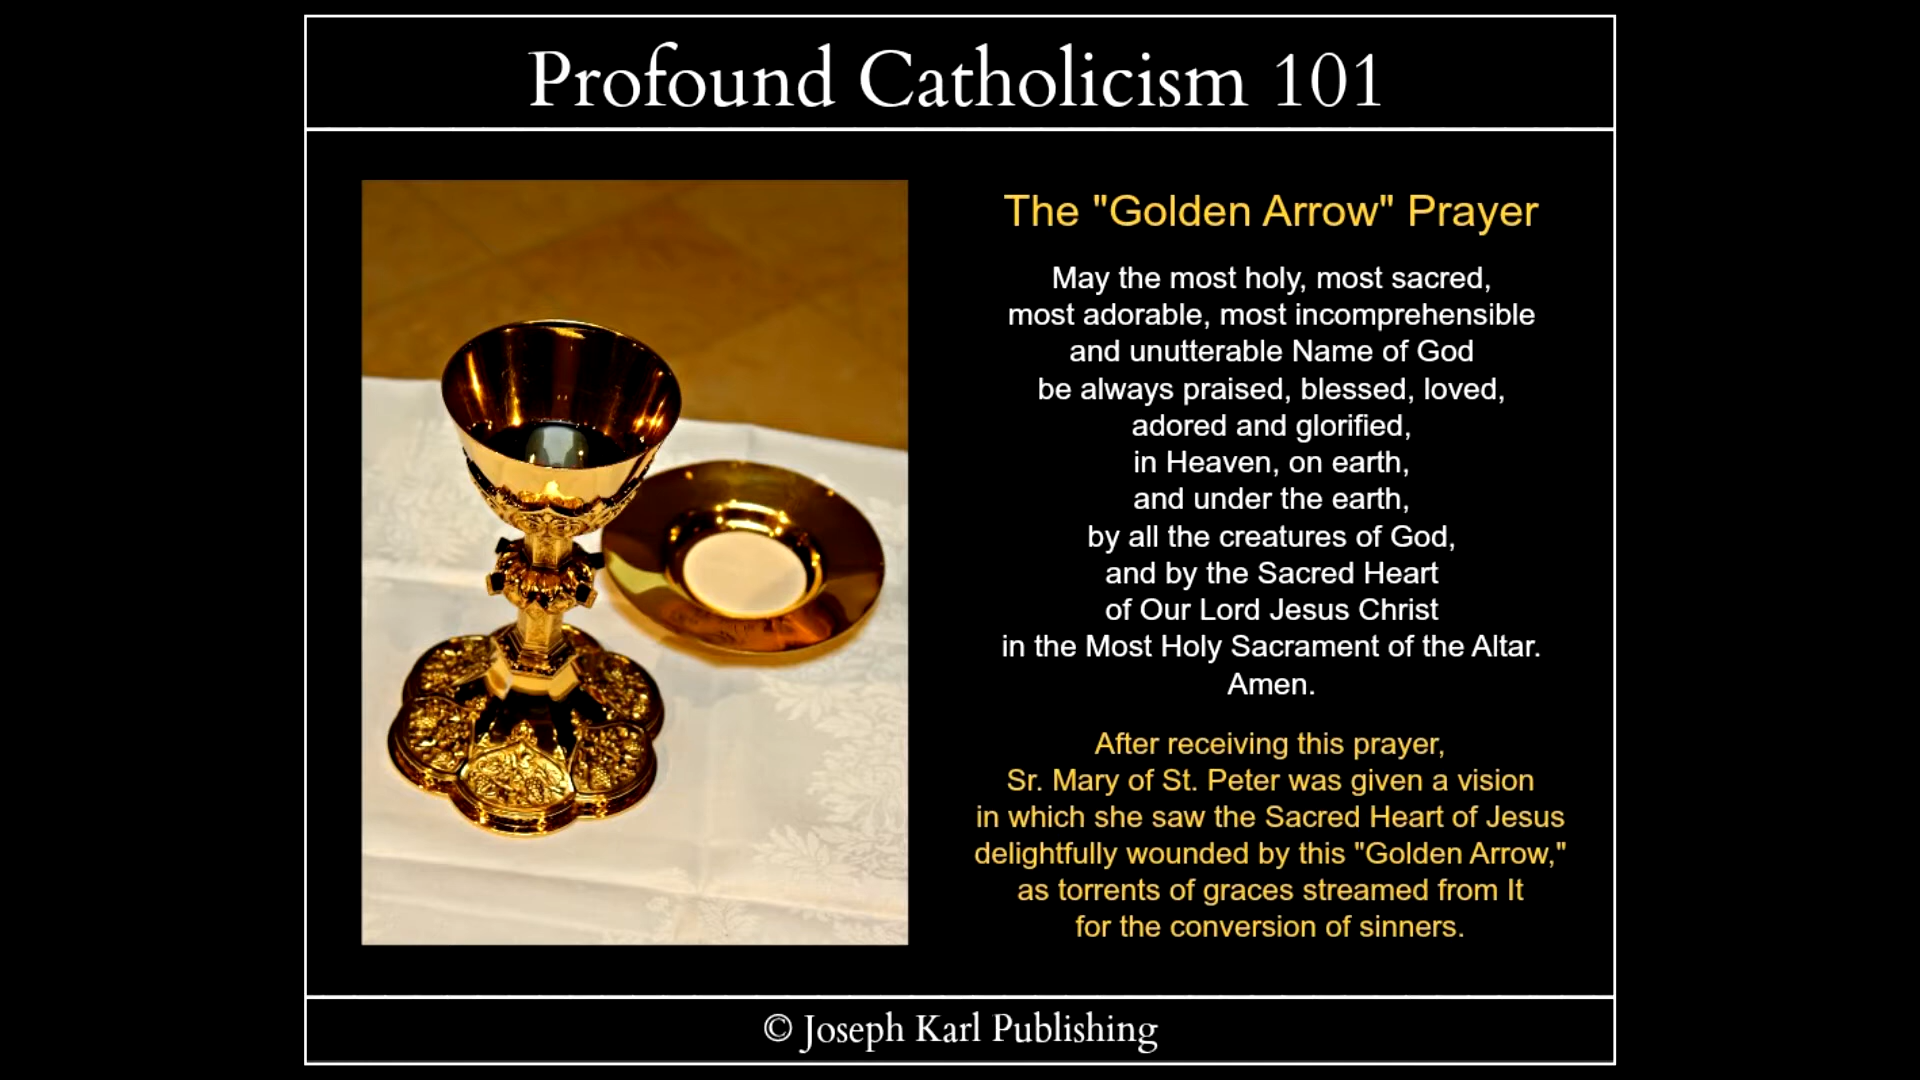 Profound Catholicism 101
The "Golden Arrow" Prayer
May the most holy, most sacred,
most adorable, most incomprehensible
and unutterable Name of God
be always praised, blessed, loved,
adored and glorified,
in Heaven, on earth,
and under the earth,
by all the creatures of God,
and by the Sacred Heart
of Our Lord Jesus Christ
in the Most Holy Sacrament of the Altar.
Amen.
After receiving this prayer,
Sr. Mary of St. Peter was given a vision
in which she saw the Sacred Heart of Jesus
delightfully wounded by this "Golden Arrow,"
as torrents of graces streamed from It
for the conversion of sinners.
© Joseph Karl Publishing